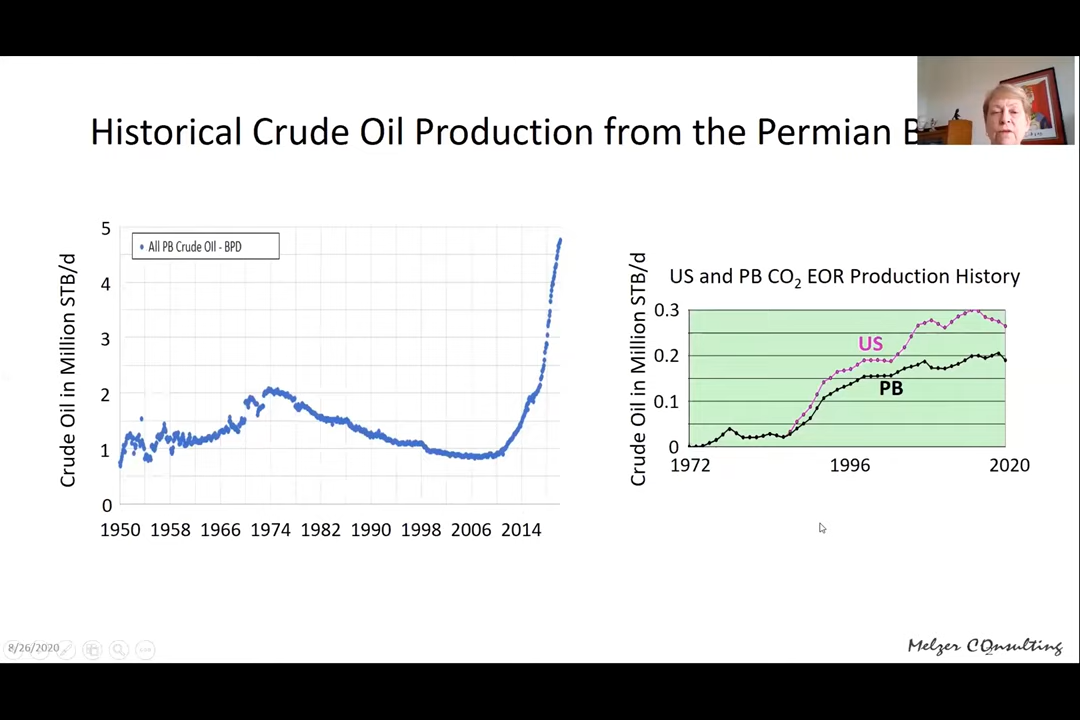 Historical Crude Oil Production from the Permian B
Crude Oil in Million STB/d
5
4
3
2
1
0
All PB Crude OIl - BPD
1950 1958 1966 1974 1982 1990 1998 2006 2014
US and PB CO₂ EOR Production History
Crude Oil in Million STB/d
0.3
0.2
0.1
0
US
PB
1972 1996 2020
8/26/2020
Melzer CO₂nsulting